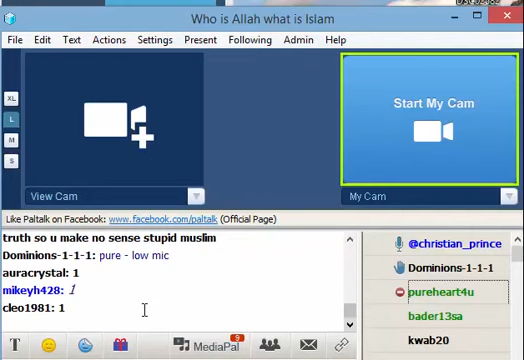 Who is Allah what is Islam
File Edit Text Actions Settings Present Following Admin Help
XL
L
M
S
Start My Cam
View Cam
My Cam
Like Paltalk on Facebook: www.facebook.com/paltalk (Official Page)
truth so u make no sense stupid muslim
Dominions-1-1-1: pure - low mic
auracrystal: 1
mikeyh428: 1
cleo1981: 1
@christian_prince
Dominions-1-1-1
pureheart4u
bader13sa
kwab20
T
MediaPal
9